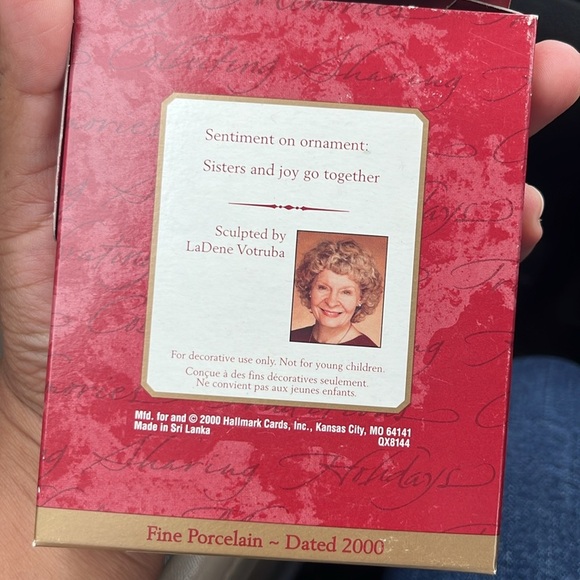 Sentiment on ornament:
Sisters and joy go together
Sculpted by
LaDene Votruba
For decorative use only. Not for young children.
Conçue à des fins décoratives seulement.
Ne convient pas aux jeunes enfants.
Mfd. for and © 2000 Hallmark Cards, Inc., Kansas City, MO 64141
Made in Sri Lanka
QX8144
Sharing Holidays
Fine Porcelain ~ Dated 2000